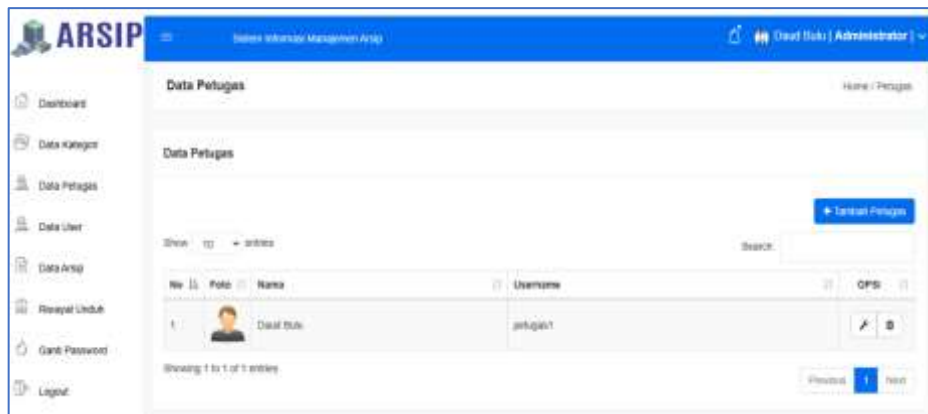 ARSIP
Sistem Informasi Manajemen Arsip
Daud Bulu [ Administrator ]
Data Petugas
Home / Petugas
Dashboard
Data Kategori
Data Petugas
Data User
Data Arsip
Riwayat Unduh
Ganti Password
Logout
Data Petugas
+ Tambah Petugas
Show 10 entries
Search:
No Foto Nama Username OPSI
1 Daud Bulu petugas1
Showing 1 to 1 of 1 entries
Previous 1 Next